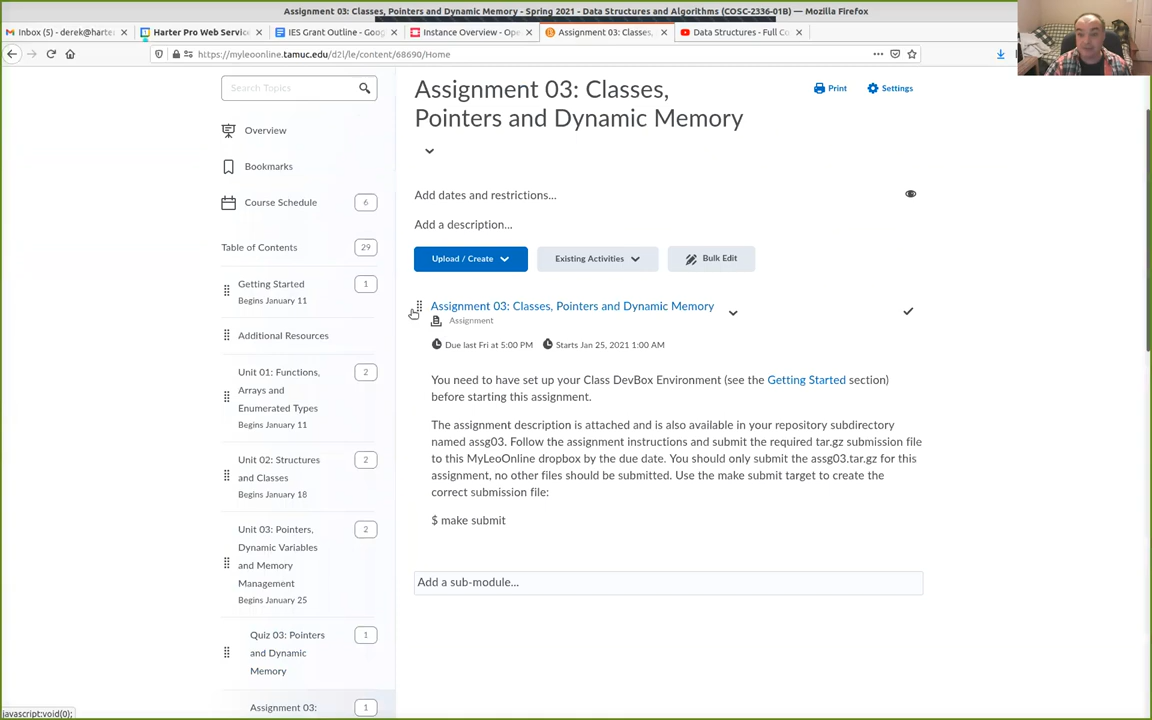 Assignment 03: Classes, Pointers and Dynamic Memory - Spring 2021 - Data Structures and Algorithms (COSC-2336-01B) — Mozilla Firefox
Inbox (5) - derek@harte
Harter Pro Web Servic
IES Grant Outline - Goog
Instance Overview - Ope
Assignment 03: Classes,
Data Structures - Full Co
https://myleoonline.tamuc.edu/d2l/le/content/68690/Home
Search Topics
Overview
Bookmarks
Course Schedule 6
Table of Contents 29
Getting Started 1
Begins January 11
Additional Resources
Unit 01: Functions, 2
Arrays and
Enumerated Types
Begins January 11
Unit 02: Structures 2
and Classes
Begins January 18
Unit 03: Pointers, 2
Dynamic Variables
and Memory
Management
Begins January 25
Quiz 03: Pointers 1
and Dynamic
Memory
Assignment 03: 1
Assignment 03: Classes,
Pointers and Dynamic Memory
Print
Settings
Add dates and restrictions...
Add a description...
Upload / Create
Existing Activities
Bulk Edit
Assignment 03: Classes, Pointers and Dynamic Memory
Assignment
Due last Fri at 5:00 PM Starts Jan 25, 2021 1:00 AM
You need to have set up your Class DevBox Environment (see the Getting Started section)
before starting this assignment.
The assignment description is attached and is also available in your repository subdirectory
named assg03. Follow the assignment instructions and submit the required tar.gz submission file
to this MyLeoOnline dropbox by the due date. You should only submit the assg03.tar.gz for this
assignment, no other files should be submitted. Use the make submit target to create the
correct submission file:
$ make submit
Add a sub-module...
javascript:void(0);